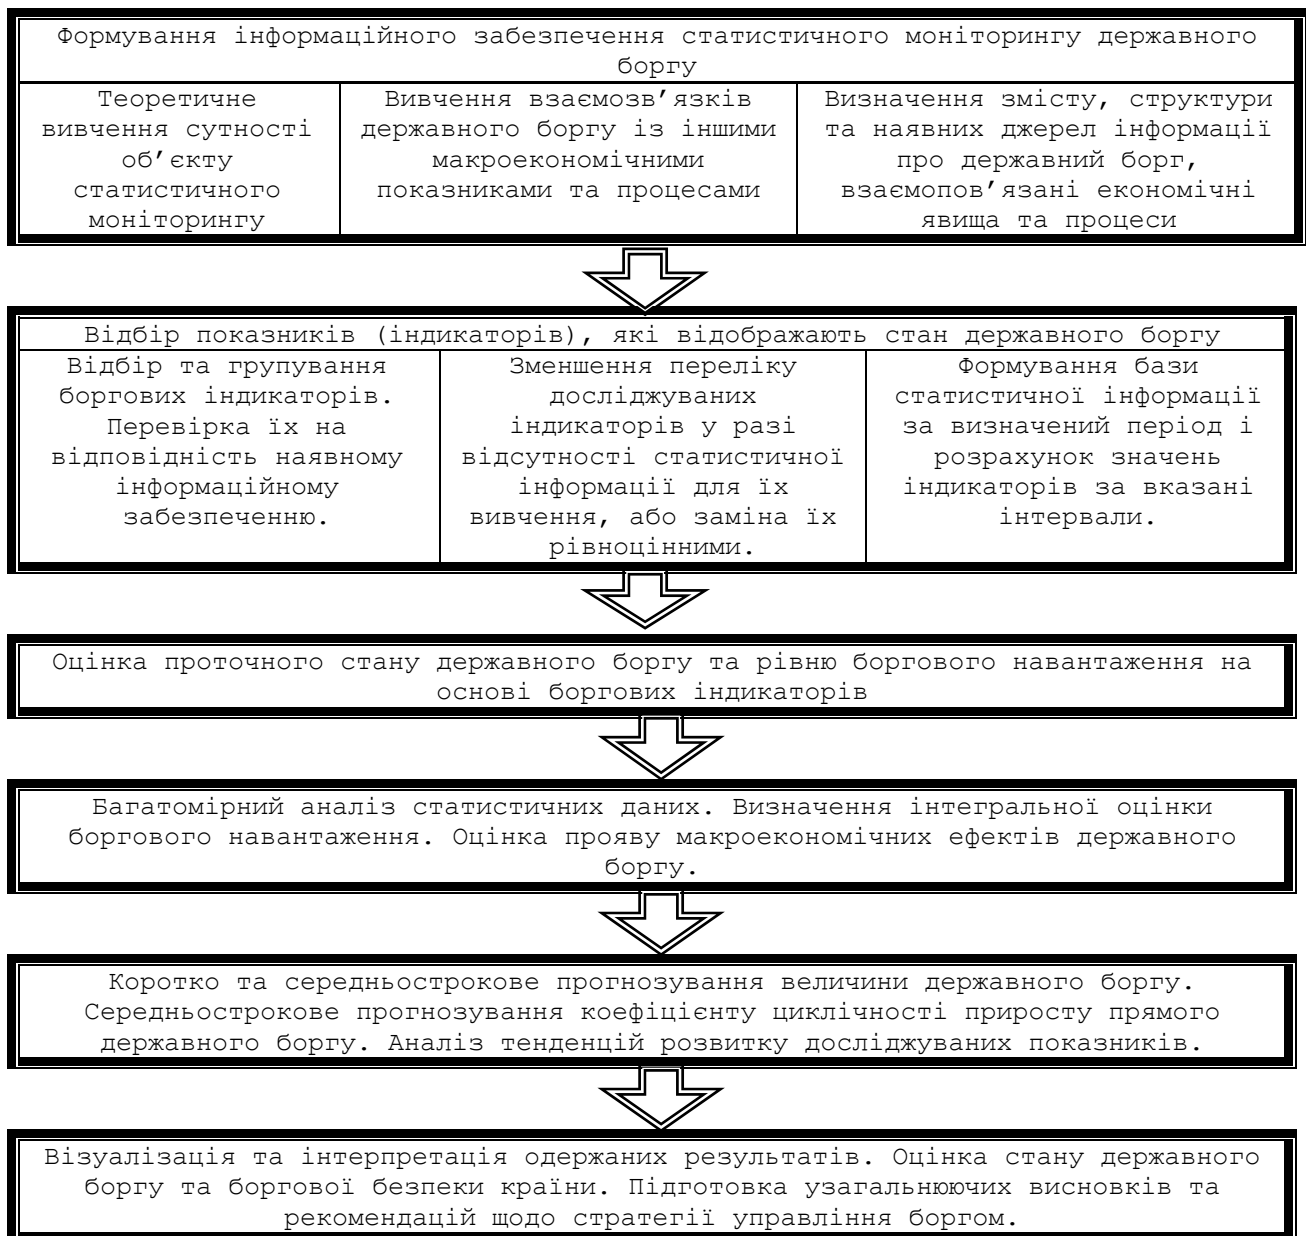 Формування інформаційного забезпечення статистичного моніторингу державного
боргу
Теоретичне
вивчення сутності
об’єкту
статистичного
моніторингу
Вивчення взаємозв’язків
державного боргу із іншими
макроекономічними
показниками та процесами
Визначення змісту, структури
та наявних джерел інформації
про державний борг,
взаємопов’язані економічні
явища та процеси
Відбір показників (індикаторів), які відображають стан державного боргу
Відбір та групування
боргових індикаторів.
Перевірка їх на
відповідність наявному
інформаційному
забезпеченню.
Зменшення переліку
досліджуваних
індикаторів у разі
відсутності статистичної
інформації для їх
вивчення, або заміна їх
рівноцінними.
Формування бази
статистичної інформації
за визначений період і
розрахунок значень
індикаторів за вказані
інтервали.
Оцінка проточного стану державного боргу та рівню боргового навантаження на
основі боргових індикаторів
Багатомірний аналіз статистичних даних. Визначення інтегральної оцінки
боргового навантаження. Оцінка прояву макроекономічних ефектів державного
боргу.
Коротко та середньострокове прогнозування величини державного боргу.
Середньострокове прогнозування коефіцієнту циклічності приросту прямого
державного боргу. Аналіз тенденцій розвитку досліджуваних показників.
Візуалізація та інтерпретація одержаних результатів. Оцінка стану державного
боргу та боргової безпеки країни. Підготовка узагальнюючих висновків та
рекомендацій щодо стратегії управління боргом.